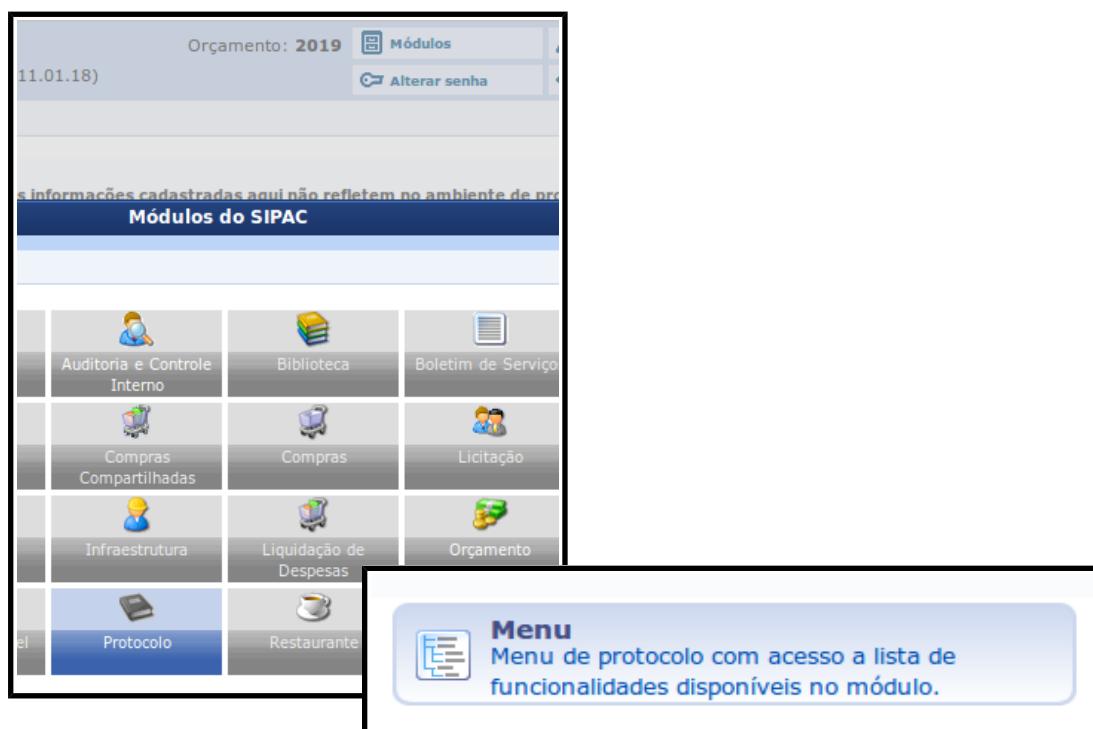 Orçamento: 2019
Módulos
11.01.18)
Alterar senha
s informações cadastradas aqui não refletem no ambiente de pro
Módulos do SIPAC
Auditoria e Controle
Interno
Biblioteca
Boletim de Serviço
Compras
Compartilhadas
Compras
Licitação
Infraestrutura
Liquidação de
Despesas
Orçamento
el
Protocolo
Restaurante
Menu
Menu de protocolo com acesso a lista de
funcionalidades disponíveis no módulo.